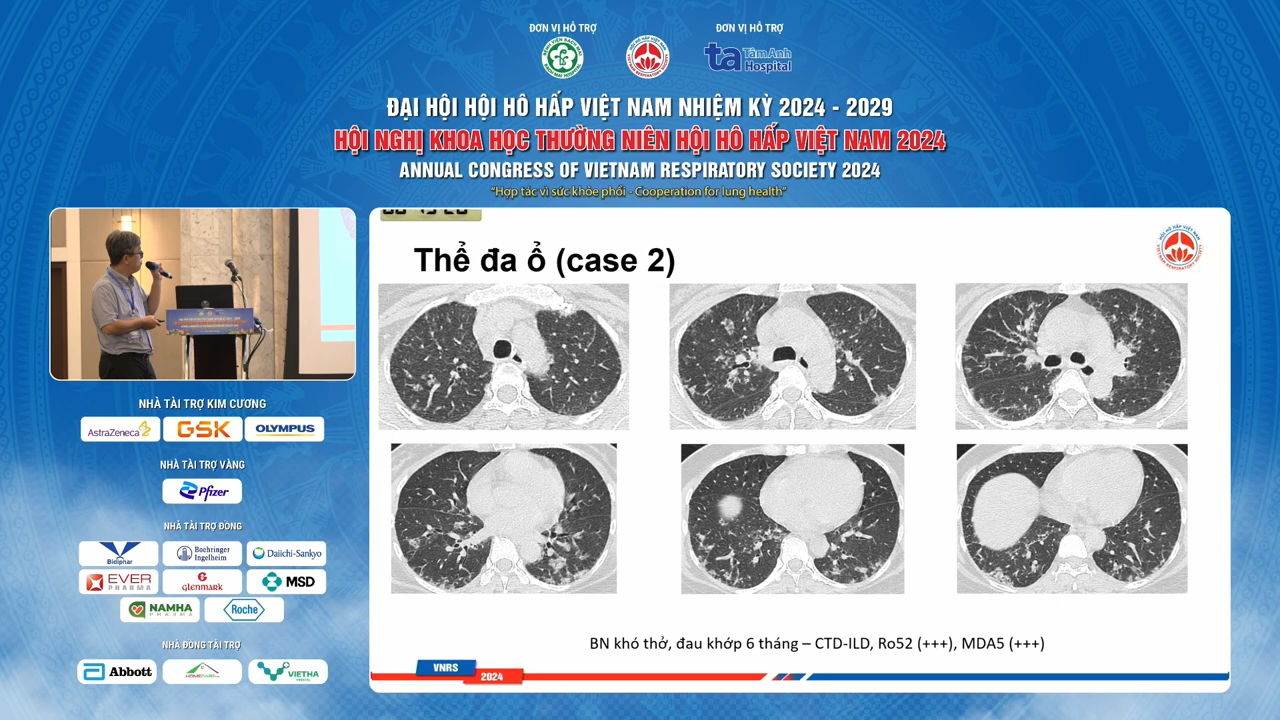 ĐƠN VỊ HỖ TRỢ
ĐƠN VỊ HỖ TRỢ
ta TâmAnh
Hospital
ĐẠI HỘI HỘI HÔ HẤP VIỆT NAM NHIỆM KỲ 2024 - 2029
HỘI NGHỊ KHOA HỌC THƯỜNG NIÊN HỘI HÔ HẤP VIỆT NAM 2024
ANNUAL CONGRESS OF VIETNAM RESPIRATORY SOCIETY 2024
“Hợp tác vì sức khỏe phổi - Cooperation for lung health”
Thể đa ổ (case 2)
BN khó thở, đau khớp 6 tháng – CTD-ILD, Ro52 (+++), MDA5 (+++)
VNRS
2024
NHÀ TÀI TRỢ KIM CƯƠNG
AstraZeneca
GSK
OLYMPUS
NHÀ TÀI TRỢ VÀNG
Pfizer
NHÀ TÀI TRỢ ĐỒNG
Bidiphar
Boehringer
Ingelheim
Daiichi-Sankyo
EVER
PHARMA
GLENMARK
MSD
NAMHA
PHARMA
Roche
NHÀ ĐỒNG TÀI TRỢ
Abbott
VIETHA